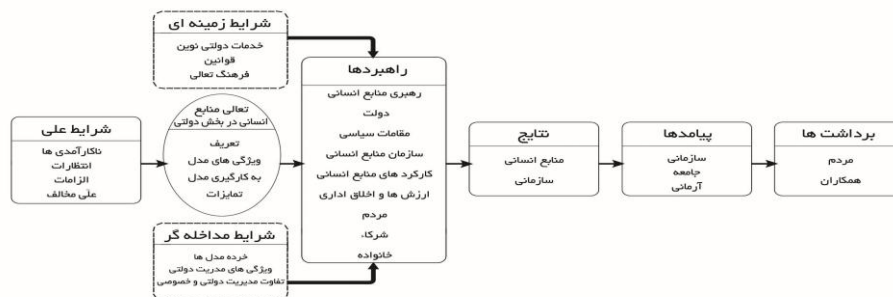 شرایط زمینه ای
خدمات دولتی نوین
قوانین
فرهنگ تعالی
شرایط علی
ناکارآمدی ها
انتظارات
الزامات
علّی مخالف
تعالی منابع
انسانی در بخش دولتی
تعریف
ویژگی های مدل
به کارگیری مدل
تمایزات
شرایط مداخله گر
خرده مدل ها
ویژگی های مدریت دولتی
تفاوت مدیریت دولتی و خصوصی
راهبردها
رهبری منابع انسانی
دولت
مقامات سیاسی
سازمان منابع انسانی
کارکرد های منابع انسانی
ارزش ها و اخلاق اداری
مردم
شرکاء
خانواده
نتایج
منابع انسانی
سازمانی
پیامدها
سازمانی
جامعه
آرمانی
برداشت ها
مردم
همکاران